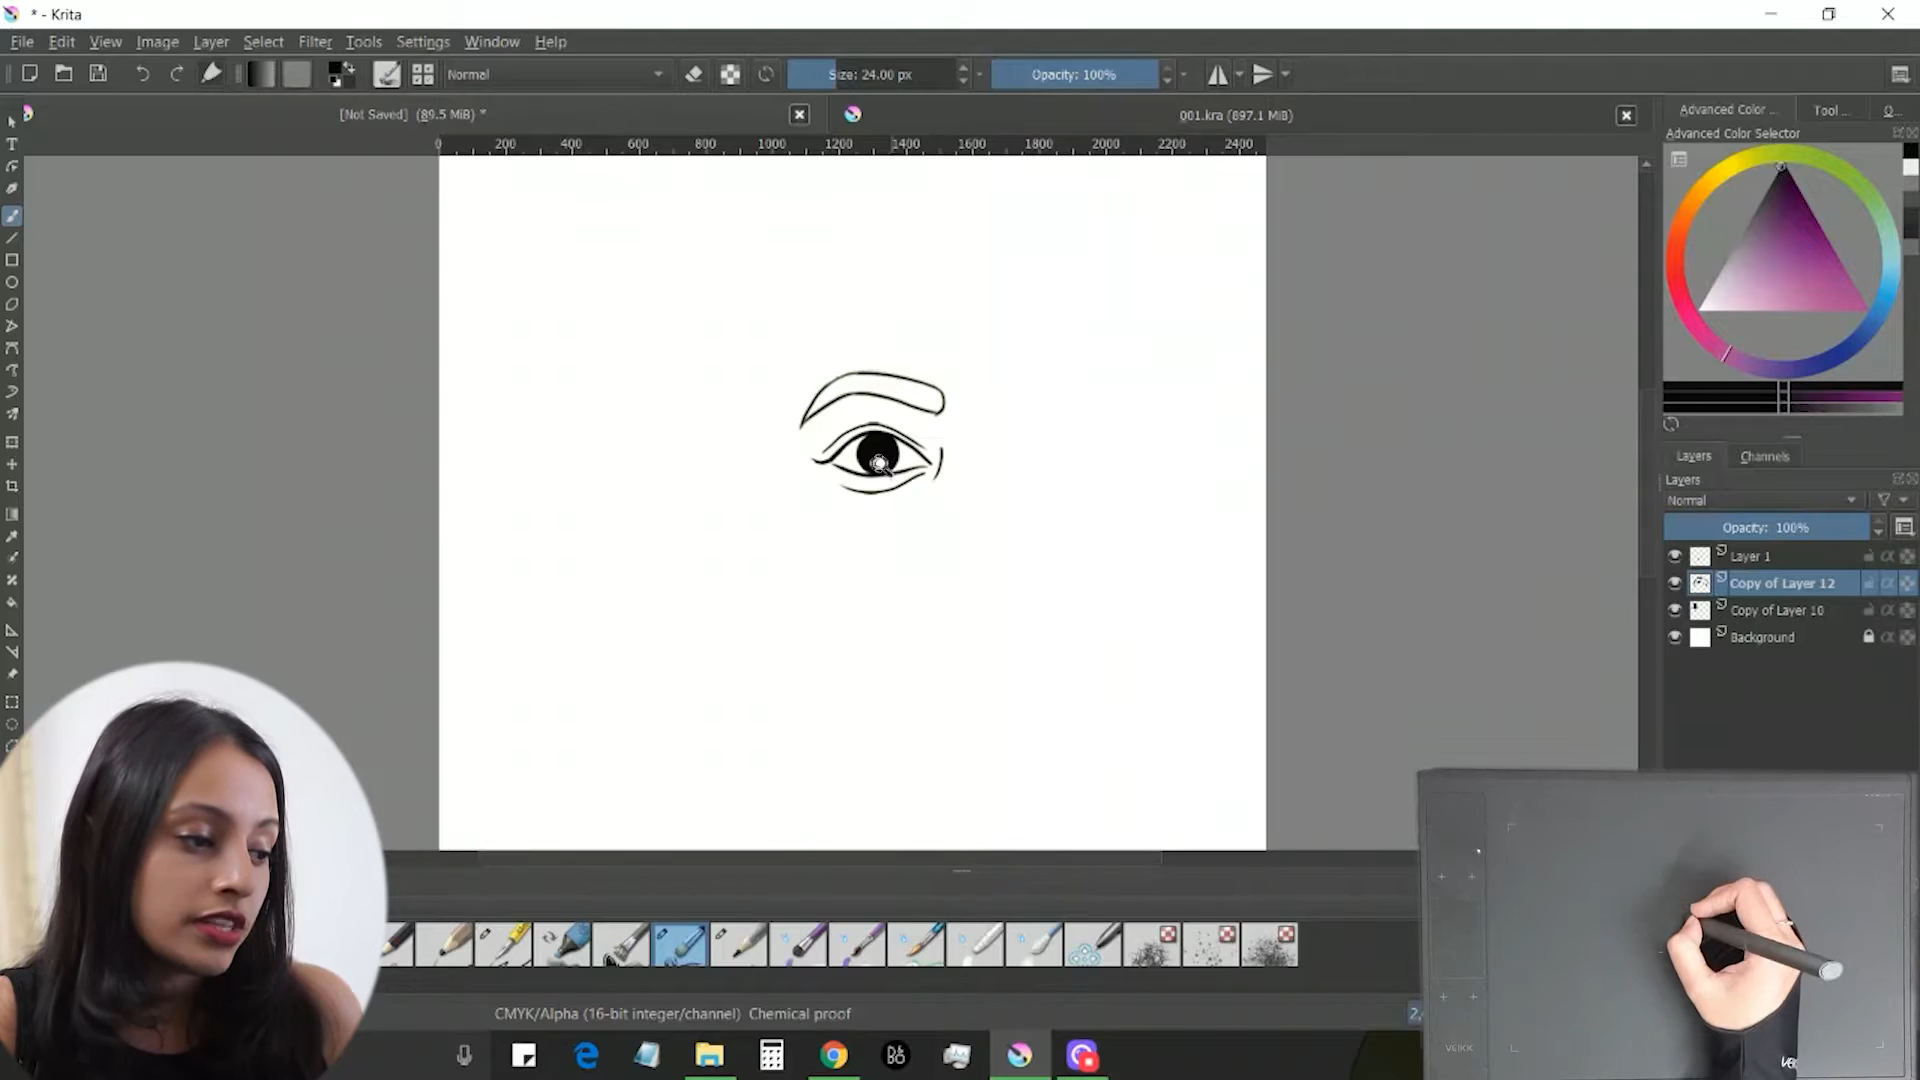 * - Krita
File Edit View Image Layer Select Filter Tools Settings Window Help
Normal Size: 24.00 px Opacity: 100%
[Not Saved] (89.5 MiB) * 001.kra (897.1 MiB)
Advanced Color ... Tool ... O...
0 200 400 600 800 1000 1200 1400 1600 1800 2000 2200 2400
Advanced Color Selector
Layers Channels
Layers
Normal
Opacity: 100%
Layer 1
Copy of Layer 12
Copy of Layer 10
Background
CMYK/Alpha (16-bit integer/channel) Chemical proof